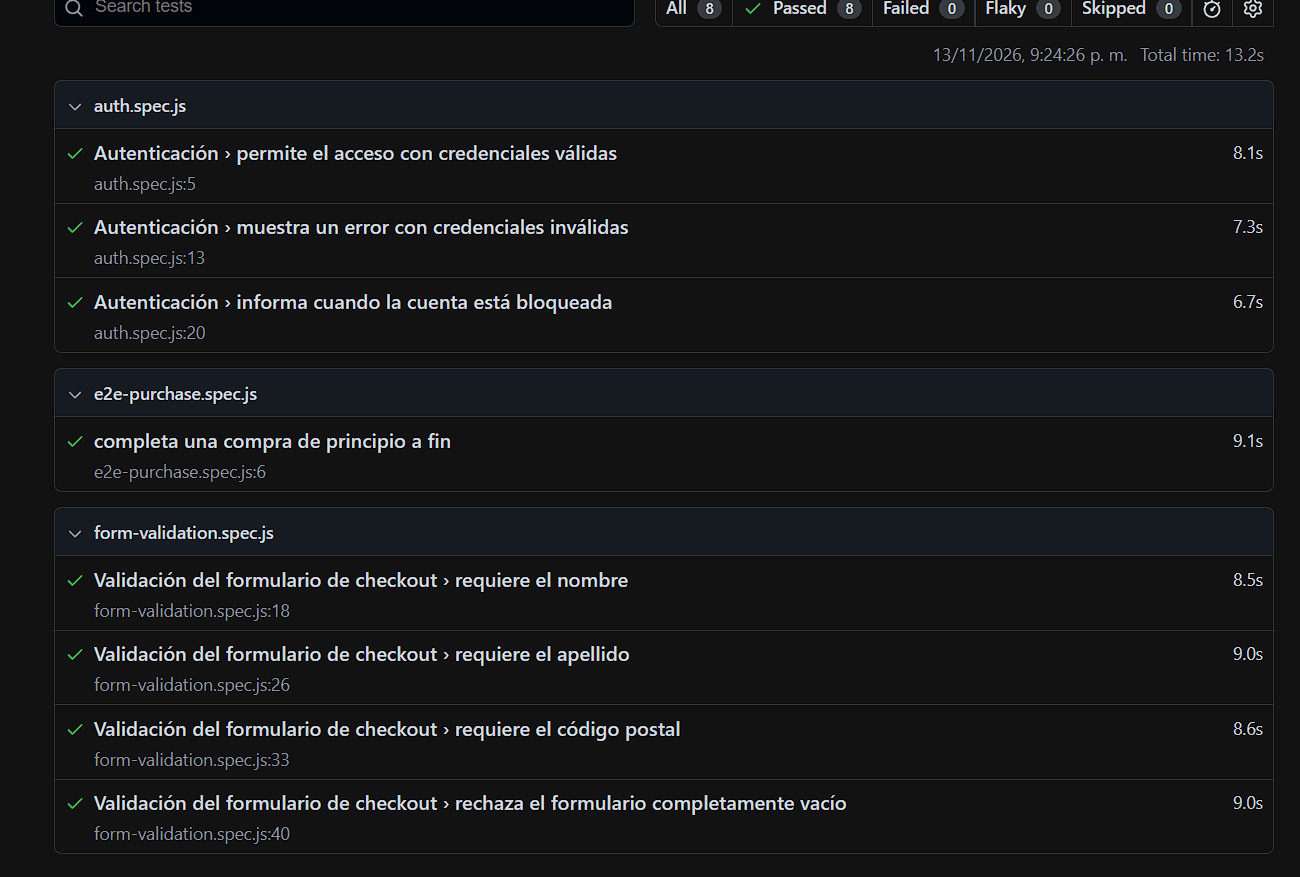 Search tests
All 8 Passed 8 Failed 0 Flaky 0 Skipped 0
13/11/2026, 9:24:26 p. m. Total time: 13.2s
auth.spec.js
Autenticación › permite el acceso con credenciales válidas 8.1s
auth.spec.js:5
Autenticación › muestra un error con credenciales inválidas 7.3s
auth.spec.js:13
Autenticación › informa cuando la cuenta está bloqueada 6.7s
auth.spec.js:20
e2e-purchase.spec.js
completa una compra de principio a fin 9.1s
e2e-purchase.spec.js:6
form-validation.spec.js
Validación del formulario de checkout › requiere el nombre 8.5s
form-validation.spec.js:18
Validación del formulario de checkout › requiere el apellido 9.0s
form-validation.spec.js:26
Validación del formulario de checkout › requiere el código postal 8.6s
form-validation.spec.js:33
Validación del formulario de checkout › rechaza el formulario completamente vacío 9.0s
form-validation.spec.js:40